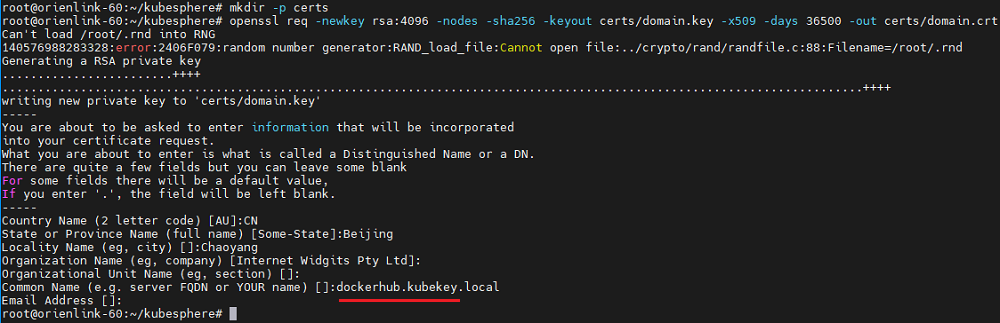 root@orienlink-60:~/kubesphere# mkdir -p certs
root@orienlink-60:~/kubesphere# openssl req -newkey rsa:4096 -nodes -sha256 -keyout certs/domain.key -x509 -days 36500 -out certs/domain.crt
Can't load /root/.rnd into RNG
140576988283328:error:2406F079:random number generator:RAND_load_file:Cannot open file:../crypto/rand/randfile.c:88:Filename=/root/.rnd
Generating a RSA private key
........................++++
.................................................................................................................................++++
writing new private key to 'certs/domain.key'
-----
You are about to be asked to enter information that will be incorporated
into your certificate request.
What you are about to enter is what is called a Distinguished Name or a DN.
There are quite a few fields but you can leave some blank
For some fields there will be a default value,
If you enter '.', the field will be left blank.
-----
Country Name (2 letter code) [AU]:CN
State or Province Name (full name) [Some-State]:Beijing
Locality Name (eg, city) []:Chaoyang
Organization Name (eg, company) [Internet Widgits Pty Ltd]:
Organizational Unit Name (eg, section) []:
Common Name (e.g. server FQDN or YOUR name) []:dockerhub.kubekey.local
Email Address []:
root@orienlink-60:~/kubesphere#